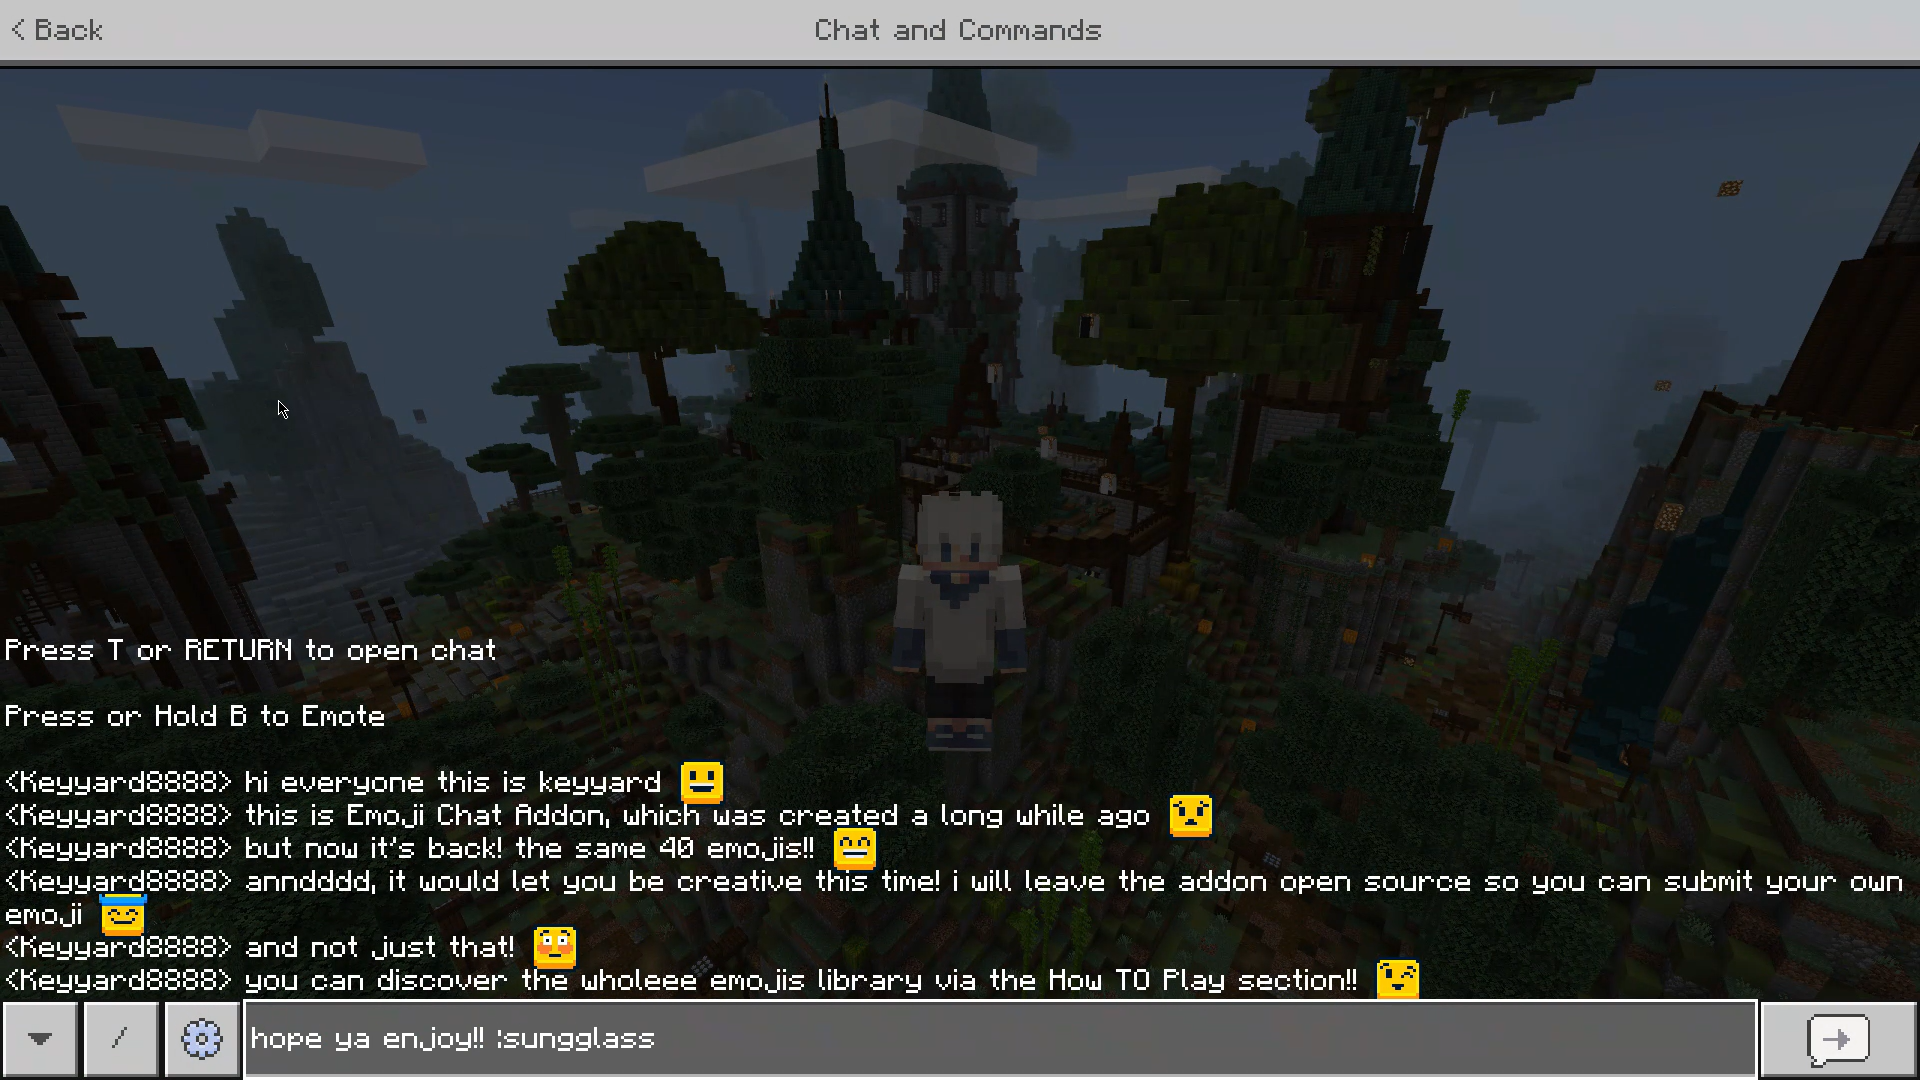 < Back
Chat and Commands
Press T or RETURN to open chat
Press or Hold B to Emote
<Keyyard8888> hi everyone this is keyyard
<Keyyard8888> this is Emoji Chat Addon, which was created a long while ago
<Keyyard8888> but now it's back! the same 40 emojis!!
<Keyyard8888> anndddd, it would let you be creative this time! i will leave the addon open source so you can submit your own
emoji
<Keyyard8888> and not just that!
<Keyyard8888> you can discover the wholeee emojis library via the How TO Play section!!
/
hope ya enjoy!! :sungglass